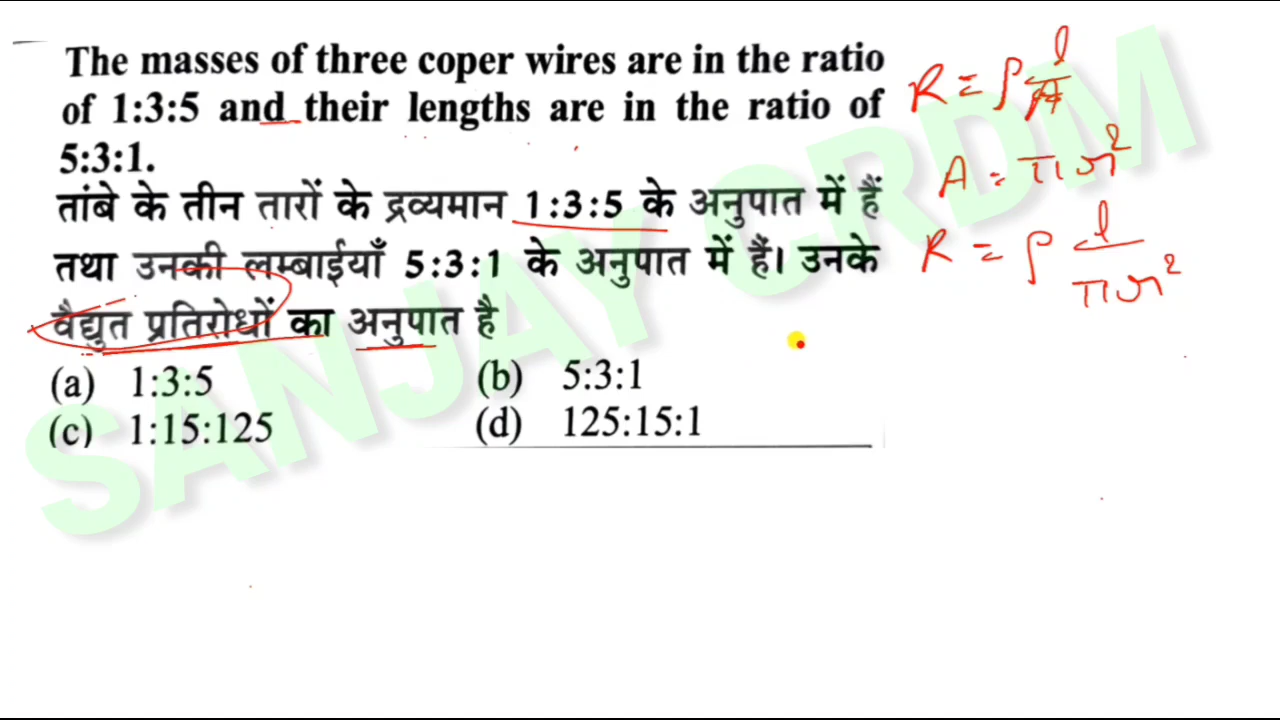 The masses of three coper wires are in the ratio
of 1:3:5 and their lengths are in the ratio of
5:3:1.
तांबे के तीन तारों के द्रव्यमान 1:3:5 के अनुपात में हैं
तथा उनकी लम्बाईयाँ 5:3:1 के अनुपात में हैं। उनके
वैद्युत प्रतिरोधों का अनुपात है
(a) 1:3:5 (b) 5:3:1
(c) 1:15:125 (d) 125:15:1
R = ρ l/A
A = πr²
R = ρ l/πr²
SANJAY CRDM